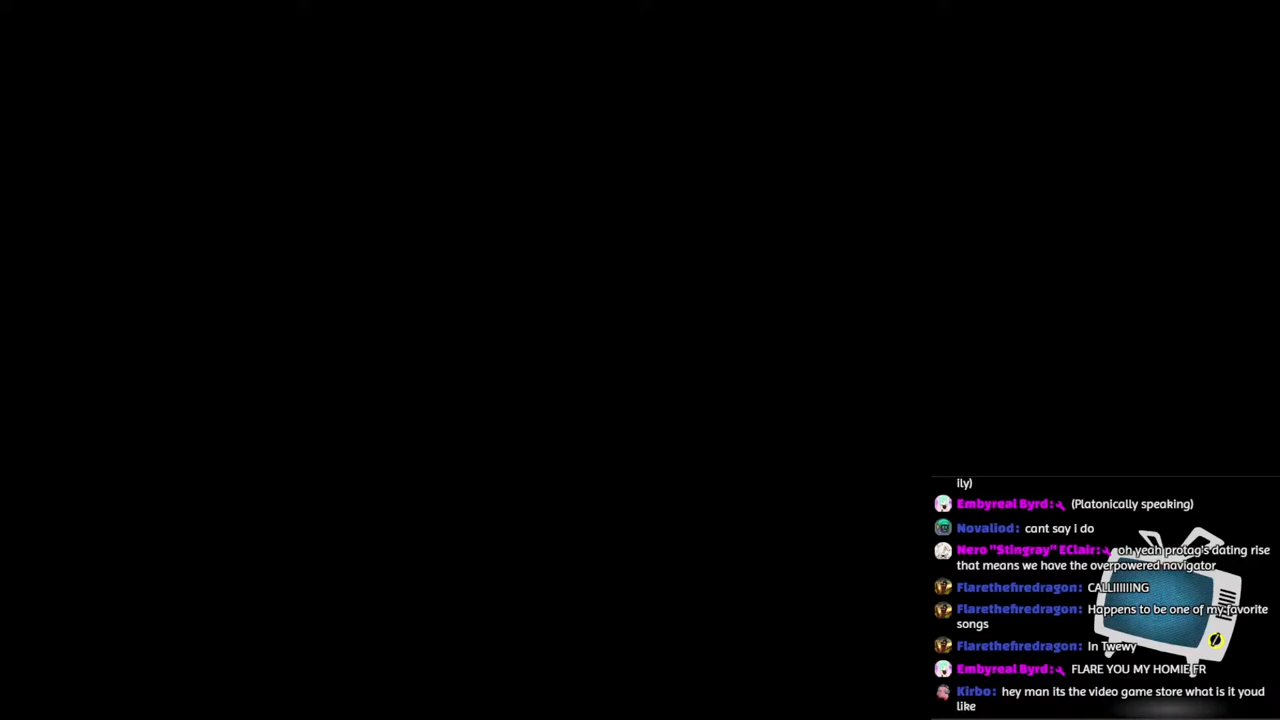 ily)
Embyreal Byrd: (Platonically speaking)
Novaliod: cant say i do
Nero "Stingray" EClair: oh yeah protag's dating rise
that means we have the overpowered navigator
Flarethefiredragon: CALLIIIIIING
Flarethefiredragon: Happens to be one of my favorite
songs
Flarethefiredragon: In Twewy
Embyreal Byrd: FLARE YOU MY HOMIE FR
Kirbo: hey man its the video game store what is it youd
like